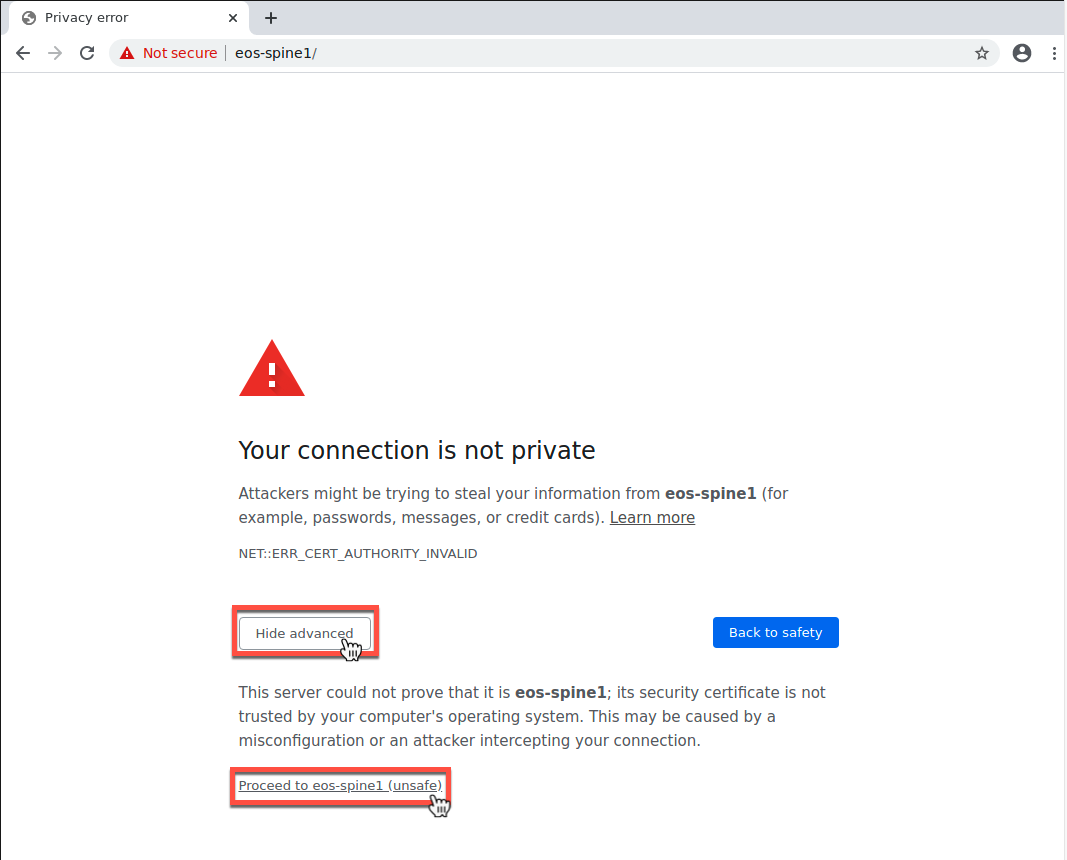 Privacy error
Not secure eos-spine1/
Your connection is not private
Attackers might be trying to steal your information from eos-spine1 (for
example, passwords, messages, or credit cards). Learn more
NET::ERR_CERT_AUTHORITY_INVALID
Hide advanced
Back to safety
This server could not prove that it is eos-spine1; its security certificate is not
trusted by your computer's operating system. This may be caused by a
misconfiguration or an attacker intercepting your connection.
Proceed to eos-spine1 (unsafe)